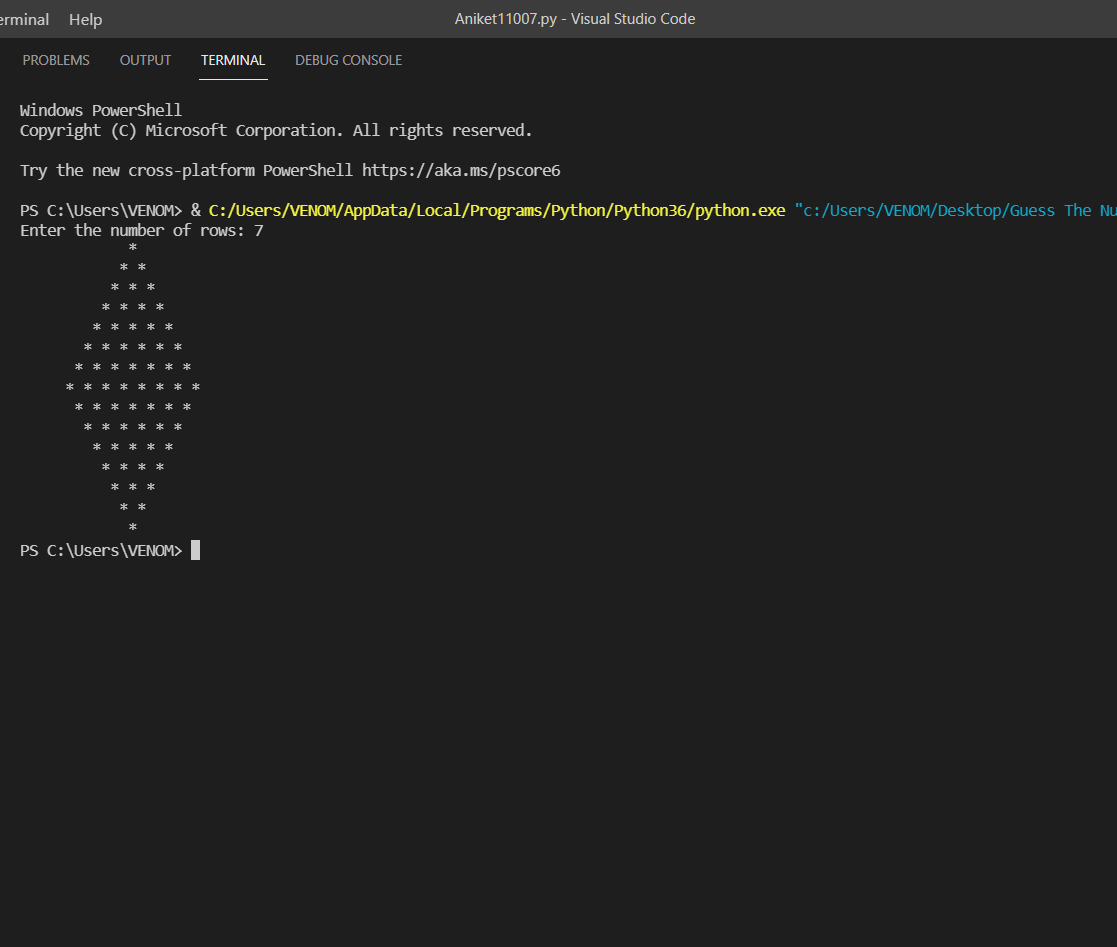 erminal Help Aniket11007.py - Visual Studio Code
PROBLEMS OUTPUT TERMINAL DEBUG CONSOLE
Windows PowerShell
Copyright (C) Microsoft Corporation. All rights reserved.
Try the new cross-platform PowerShell https://aka.ms/pscore6
PS C:\Users\VENOM> & C:/Users/VENOM/AppData/Local/Programs/Python/Python36/python.exe "c:/Users/VENOM/Desktop/Guess The Nu
Enter the number of rows: 7
            *
           * *
          * * *
         * * * *
        * * * * *
       * * * * * *
      * * * * * * *
     * * * * * * * *
      * * * * * * *
       * * * * * *
        * * * * *
         * * * *
          * * *
           * *
            *
PS C:\Users\VENOM>